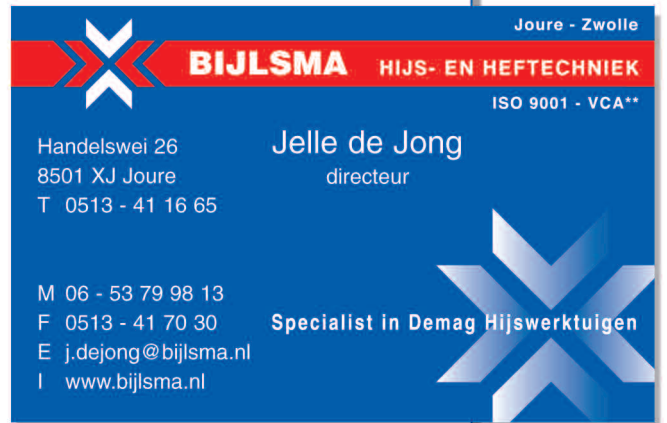 Joure - Zwolle
BIJLSMA HIJS- EN HEFTECHNIEK
ISO 9001 - VCA**
Handelswei 26
8501 XJ Joure
T 0513 - 41 16 65
Jelle de Jong
directeur
M 06 - 53 79 98 13
F 0513 - 41 70 30
E j.dejong@bijlsma.nl
I www.bijlsma.nl
Specialist in Demag Hijswerktuigen